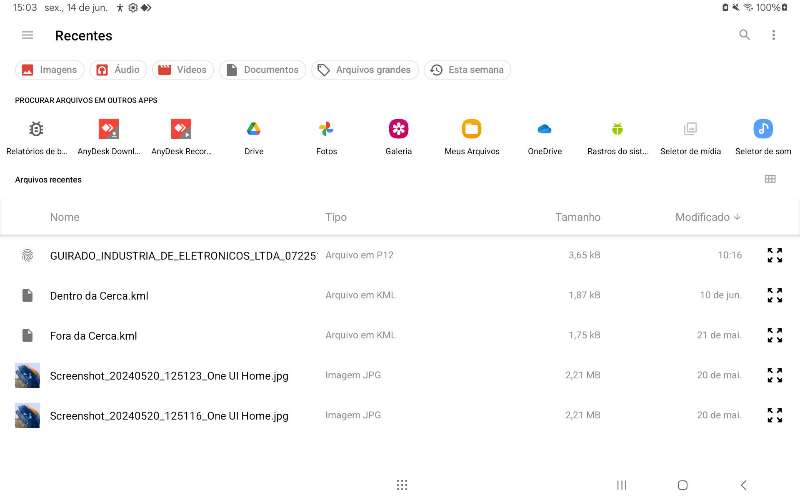 15:03 sex., 14 de jun. 100%
Recentes
Imagens Áudio Vídeos Documentos Arquivos grandes Esta semana
PROCURAR ARQUIVOS EM OUTROS APPS
Relatórios de b... AnyDesk Downl... AnyDesk Recor... Drive Fotos Galeria Meus Arquivos OneDrive Rastros do sist... Seletor de mídia Seletor de som
Arquivos recentes
Nome Tipo Tamanho Modificado
GUIRADO_INDUSTRIA_DE_ELETRONICOS_LTDA_07225 Arquivo em P12 3,65 kB 10:16
Dentro da Cerca.kml Arquivo em KML 1,87 kB 10 de jun.
Fora da Cerca.kml Arquivo em KML 1,75 kB 21 de mai.
Screenshot_20240520_125123_One UI Home.jpg Imagem JPG 2,21 MB 20 de mai.
Screenshot_20240520_125116_One UI Home.jpg Imagem JPG 2,21 MB 20 de mai.